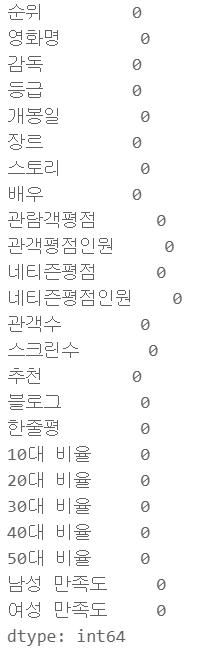 순위 0
영화명 0
감독 0
등급 0
개봉일 0
장르 0
스토리 0
배우 0
관람객평점 0
관객평점인원 0
네티즌평점 0
네티즌평점인원 0
관객수 0
스크린수 0
추천 0
블로그 0
한줄평 0
10대 비율 0
20대 비율 0
30대 비율 0
40대 비율 0
50대 비율 0
남성 만족도 0
여성 만족도 0
dtype: int64